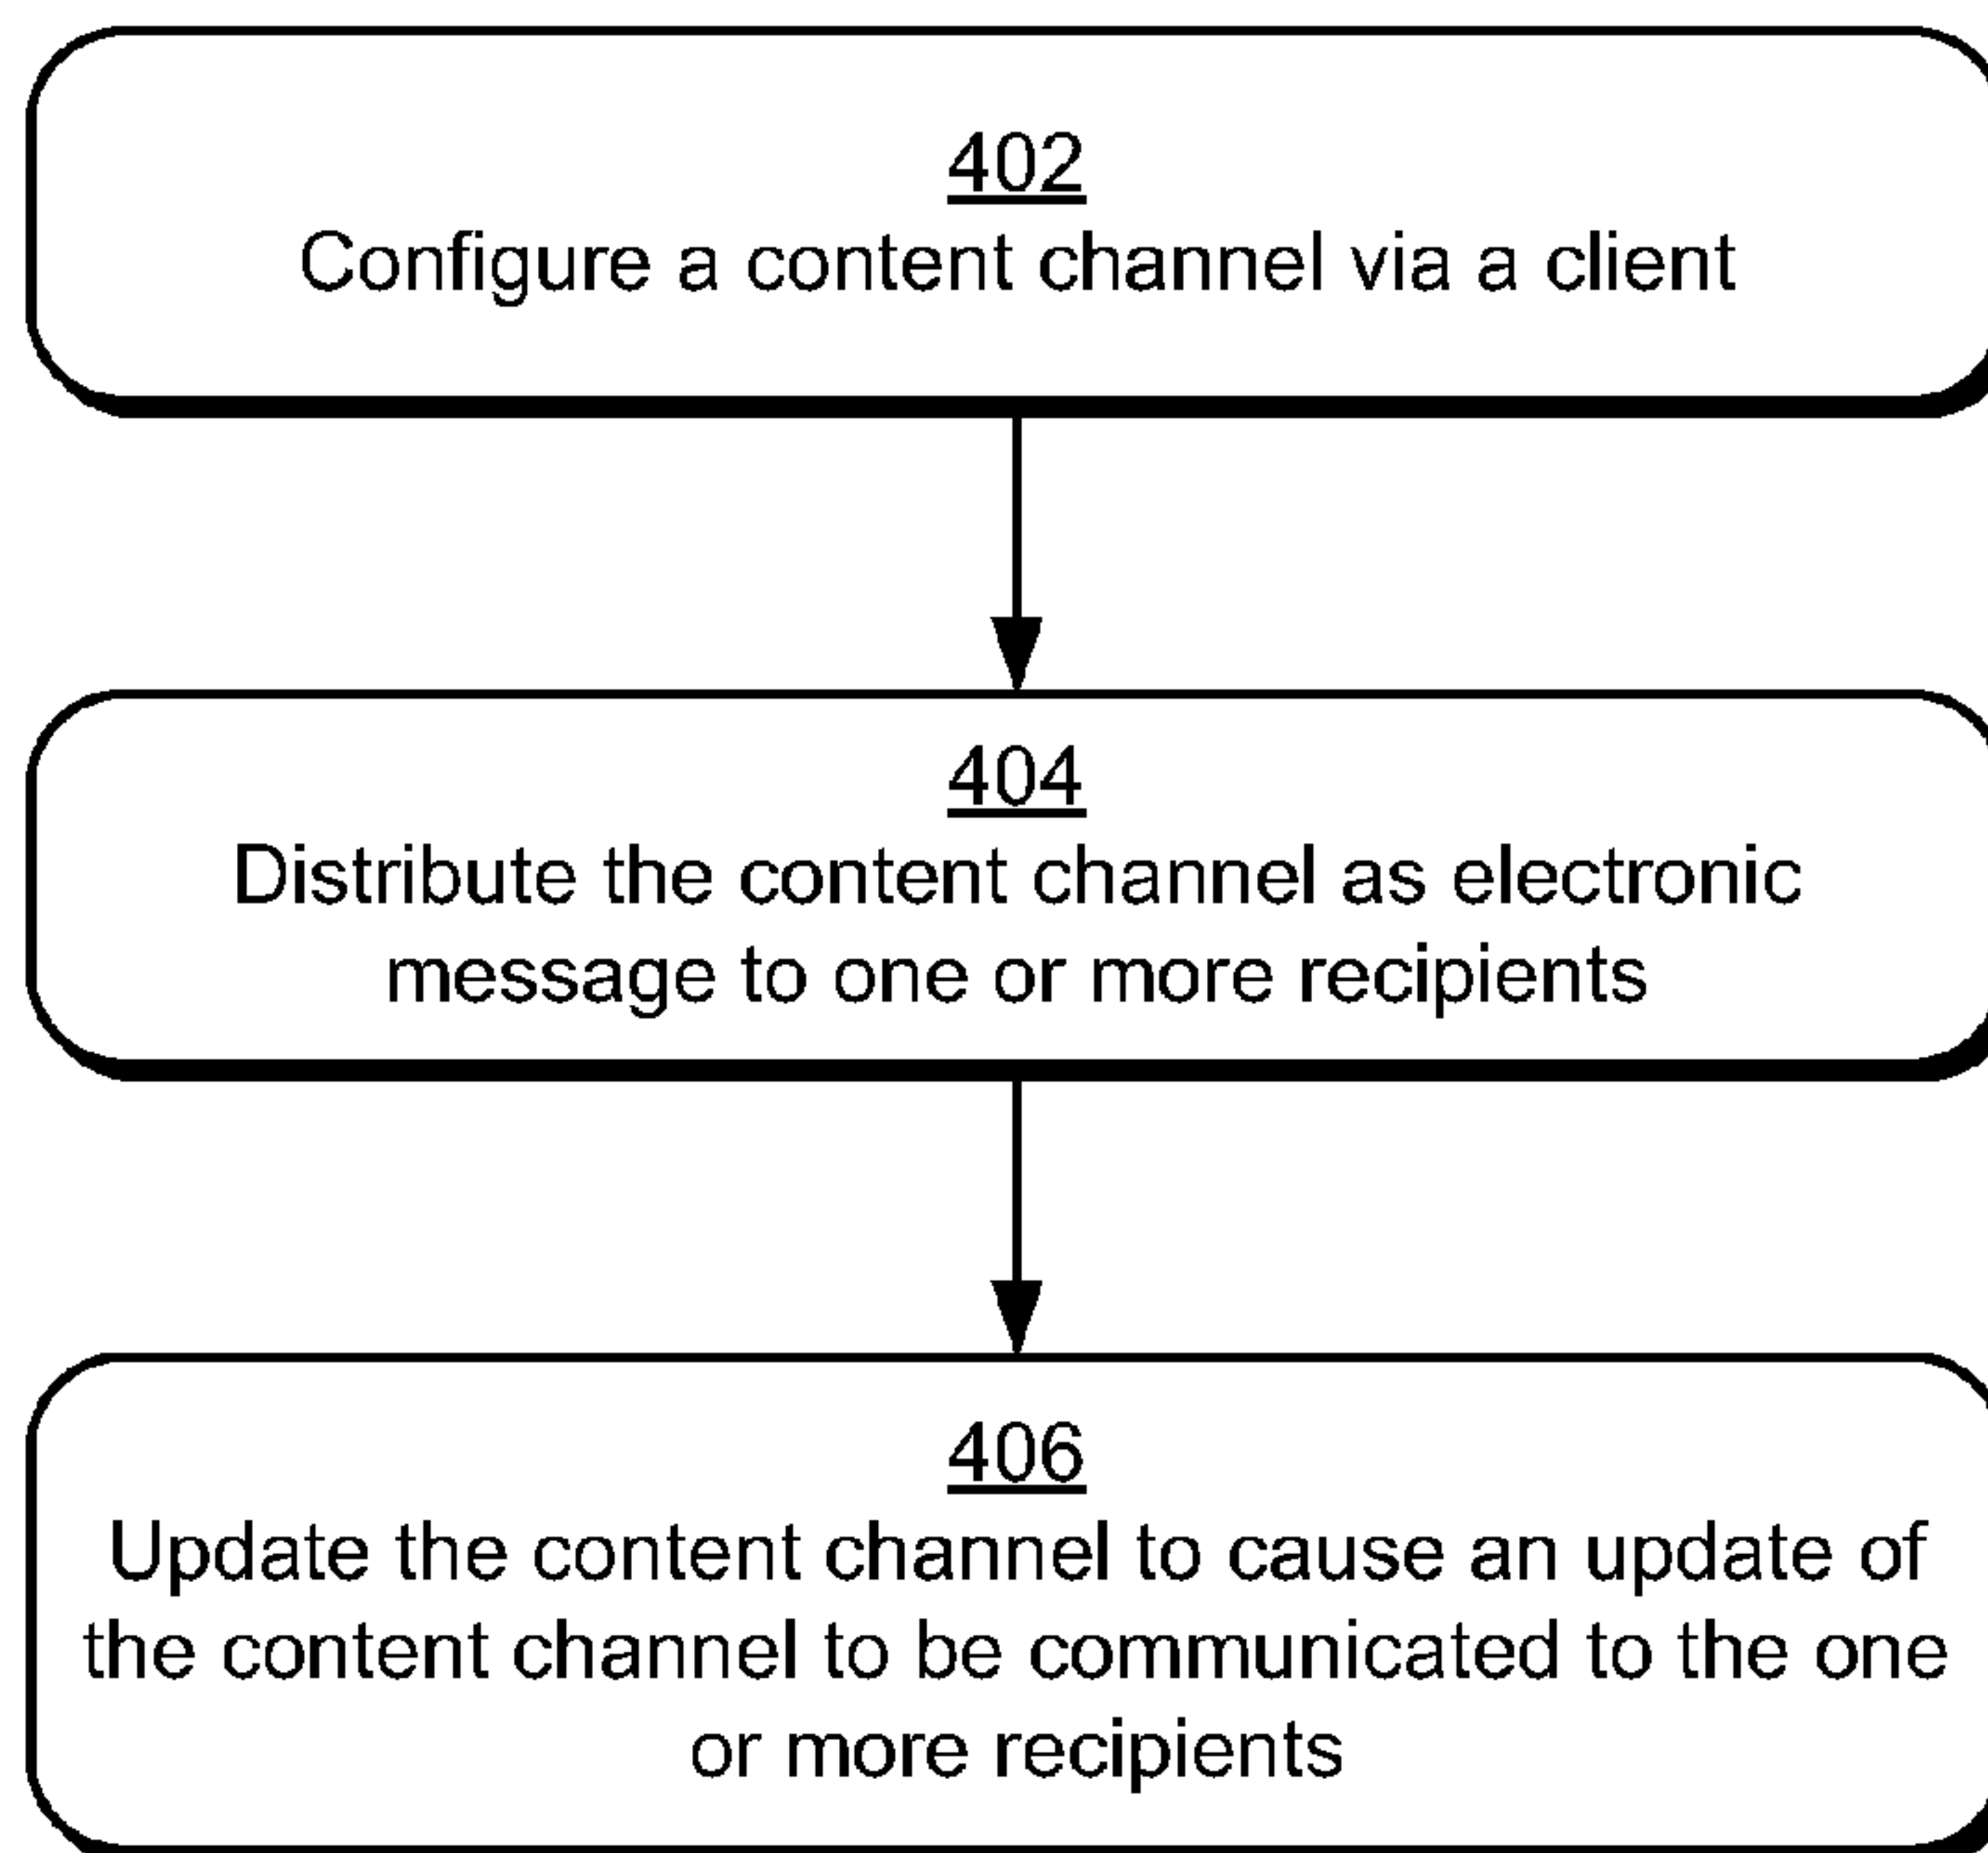 402
Configure a content channel via a client
404
Distribute the content channel as electronic
message to one or more recipients
406
Update the content channel to cause an update of
the content channel to be communicated to the one
or more recipients